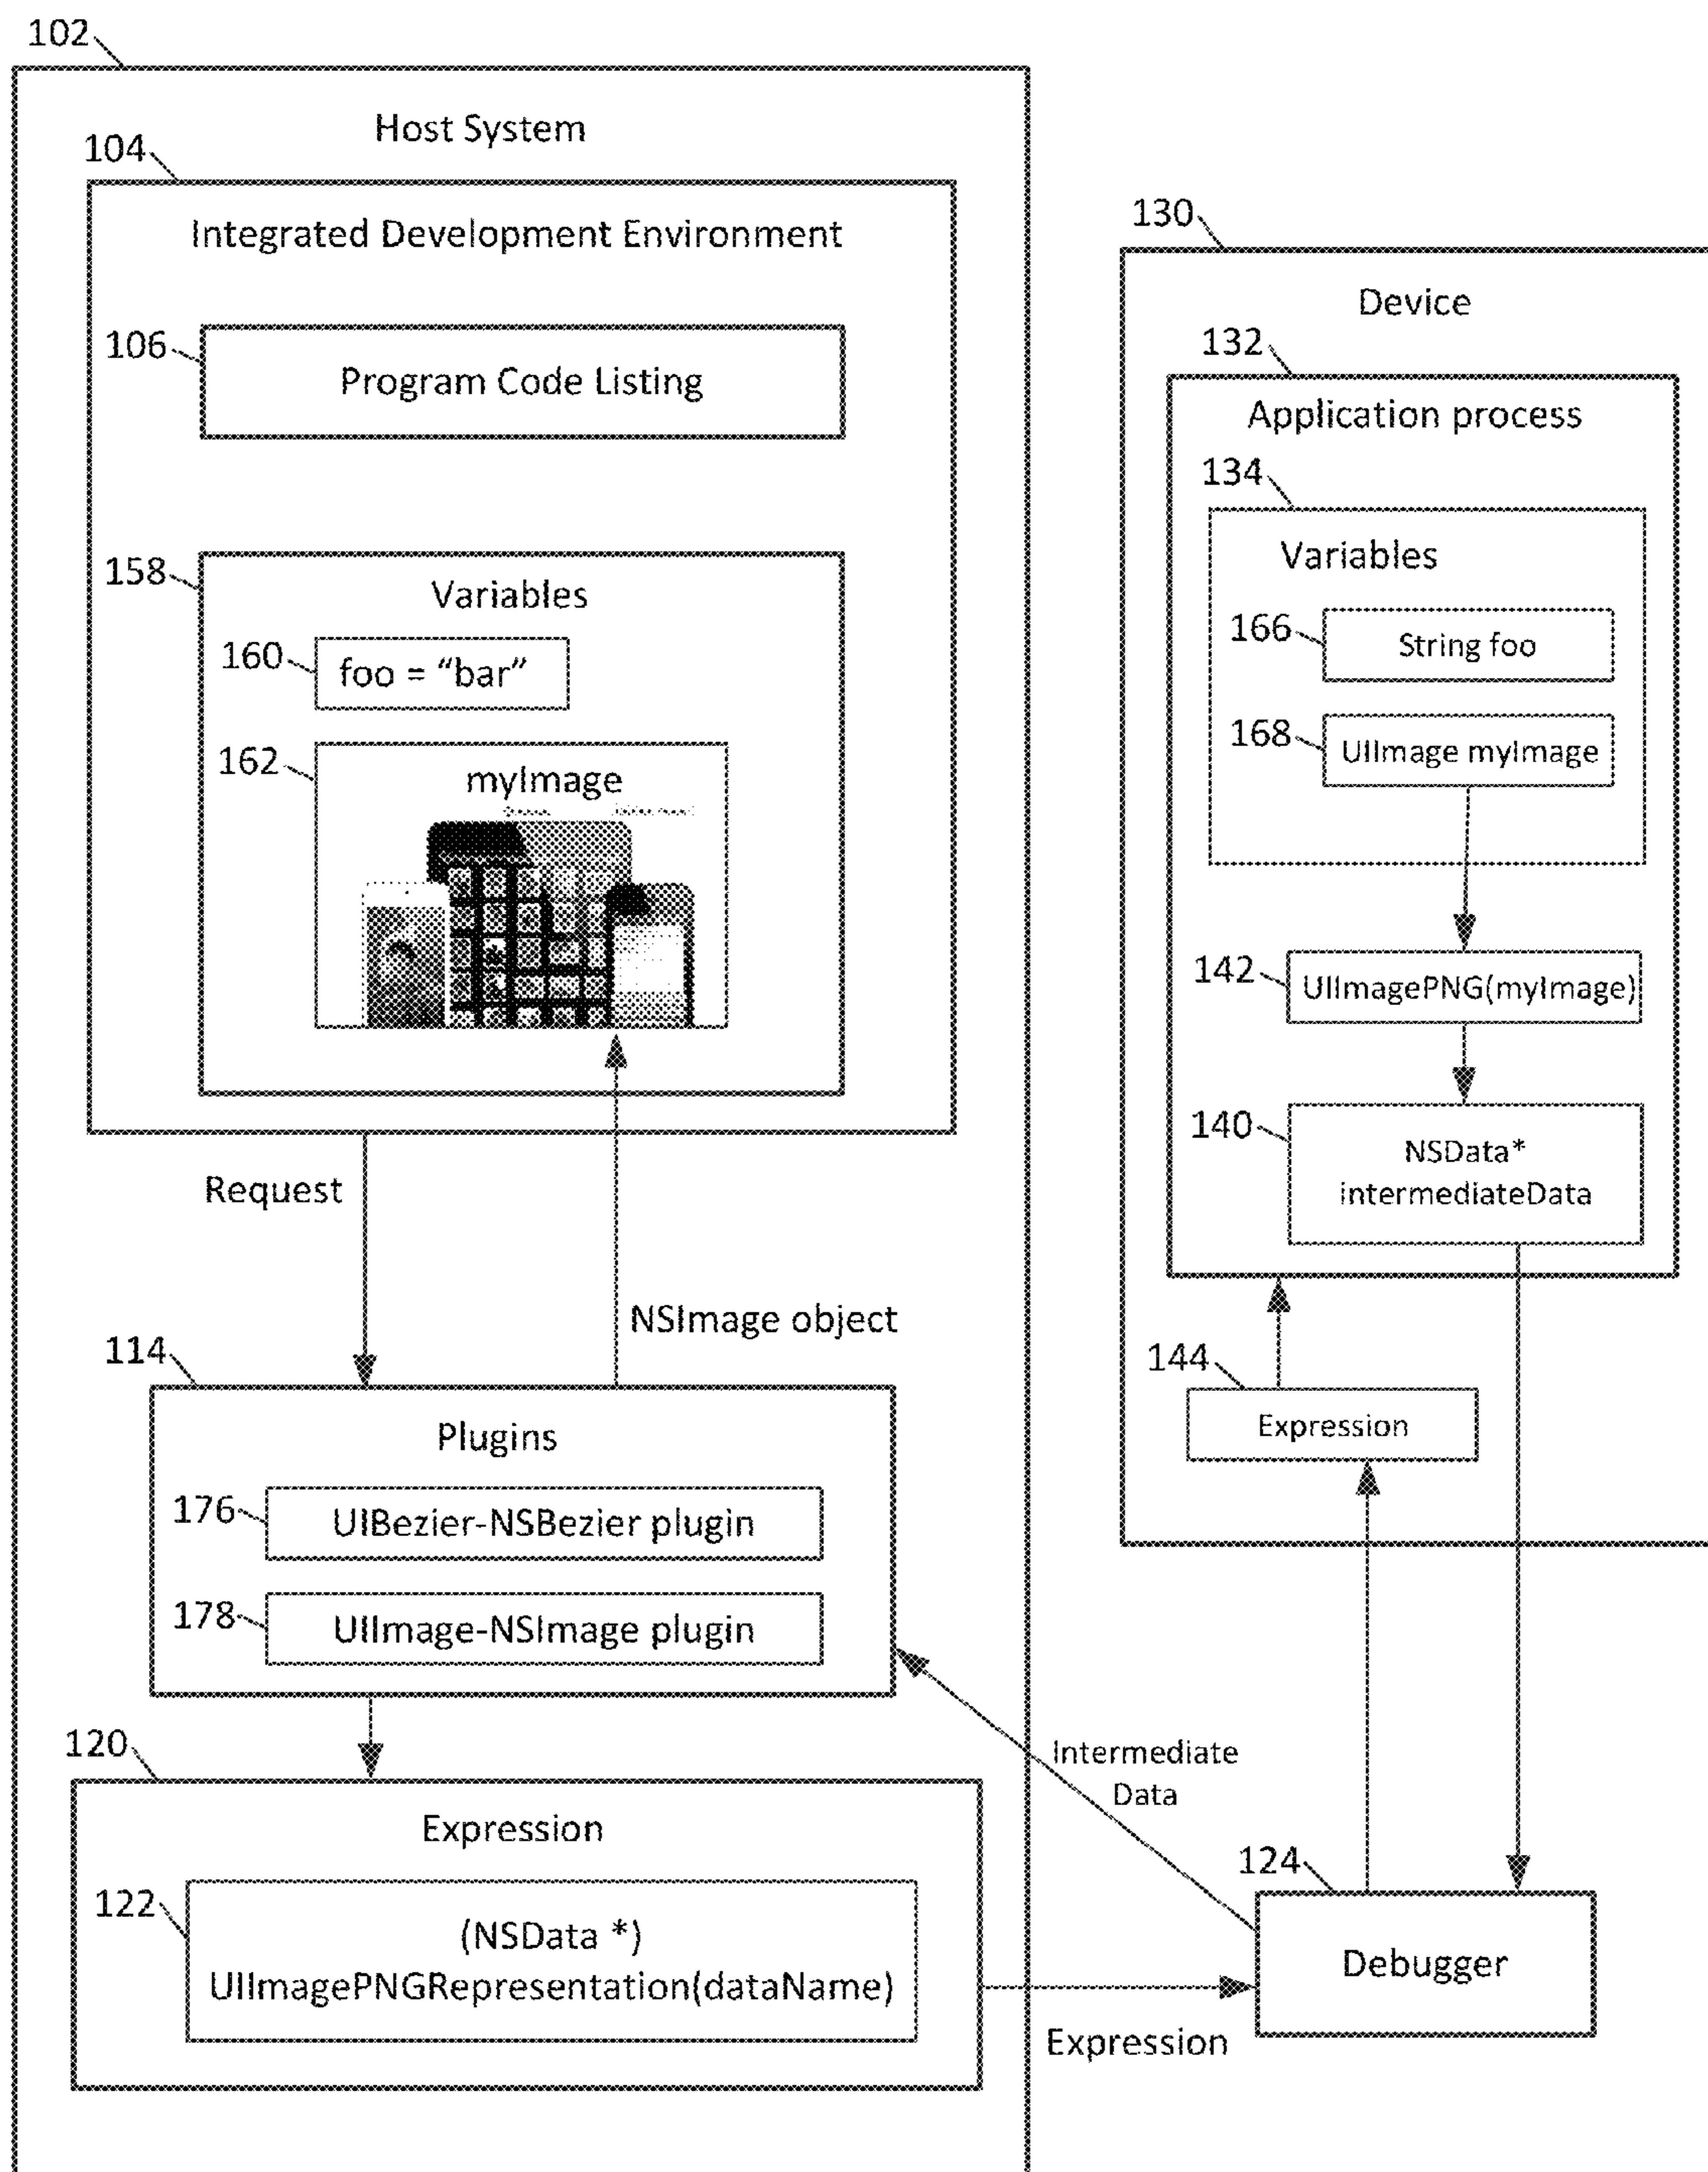 102
Host System
104
Integrated Development Environment
106
Program Code Listing
158
Variables
160
foo = “bar”
162
myImage
Request
NSImage object
114
Plugins
176
UIBezier-NSBezier plugin
178
UIImage-NSImage plugin
120
Expression
122
(NSData *)
UIImagePNGRepresentation(dataName)
Intermediate
Data
Expression
130
Device
132
Application process
134
Variables
166
String foo
168
UIImage myImage
142
UIImagePNG(myImage)
140
NSData*
intermediateData
144
Expression
124
Debugger